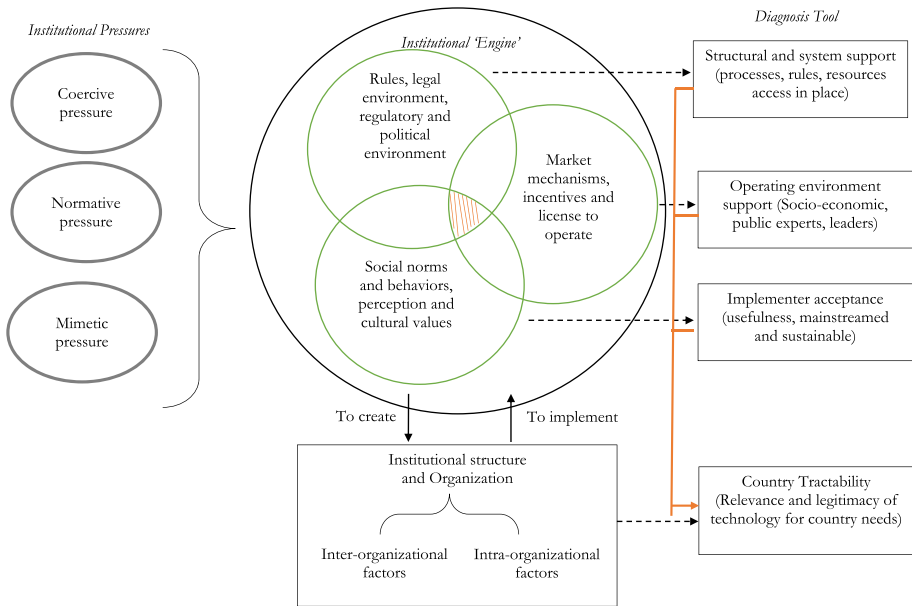 Institutional Pressures
Coercive
pressure
Normative
pressure
Mimetic
pressure
Institutional ‘Engine’
Rules, legal
environment,
regulatory and
political
environment
Market
mechanisms,
incentives and
license to
operate
Social norms
and behaviors,
perception and
cultural values
To create
To implement
Institutional structure
and Organization
Inter-organizational
factors
Intra-organizational
factors
Diagnosis Tool
Structural and system support
(processes, rules, resources
access in place)
Operating environment
support (Socio-economic,
public experts, leaders)
Implementer acceptance
(usefulness, mainstreamed
and sustainable)
Country Tractability
(Relevance and legitimacy of
technology for country needs)